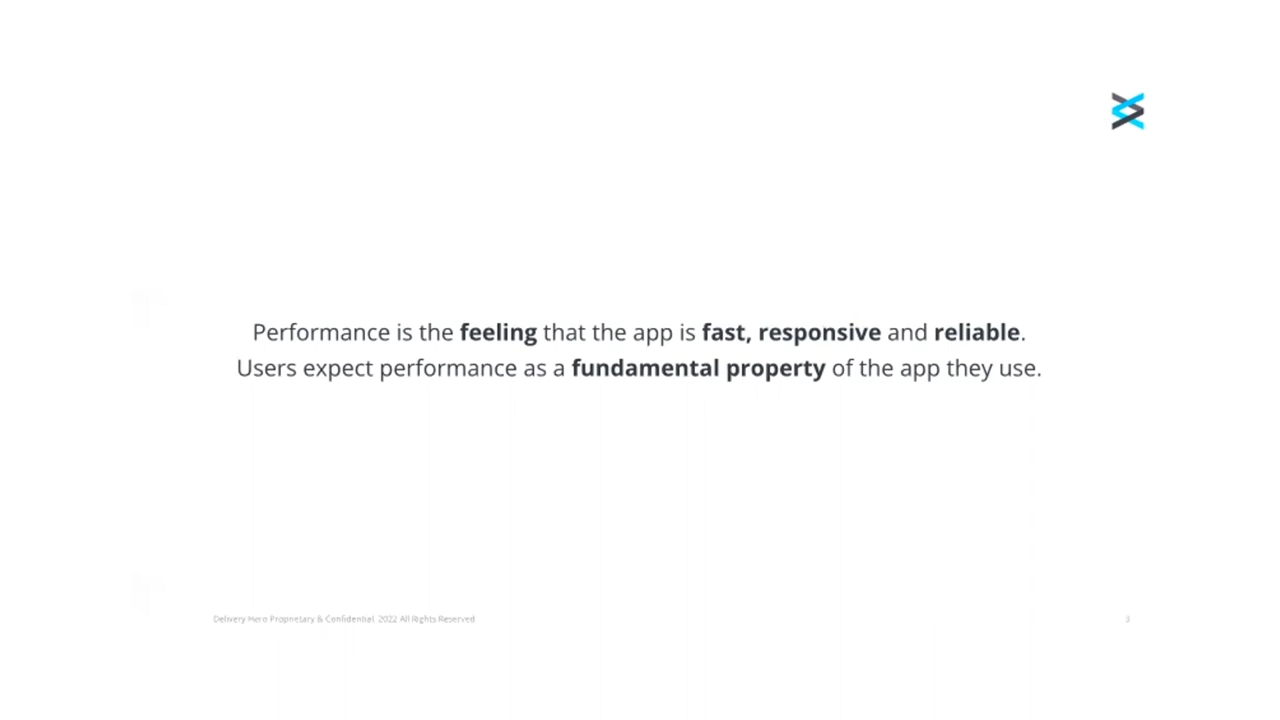 Performance is the feeling that the app is fast, responsive and reliable.
Users expect performance as a fundamental property of the app they use.
Delivery Hero Proprietary & Confidential, 2022 All Rights Reserved
3